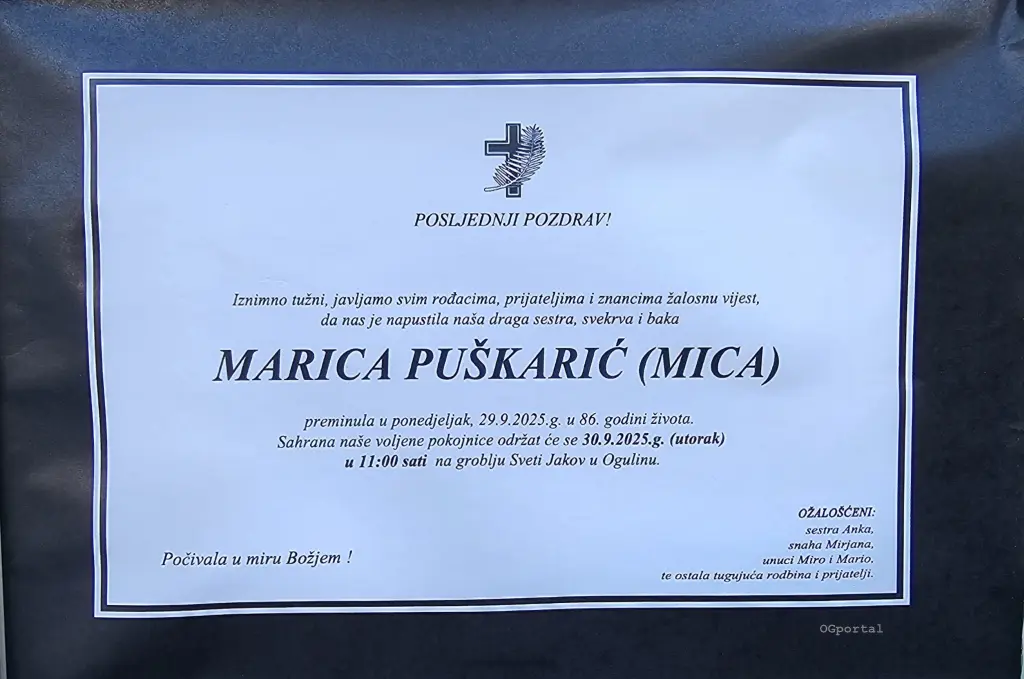 POSLJEDNJI POZDRAV!
Iznimno tužni, javljamo svim rođacima, prijateljima i znancima žalosnu vijest,
da nas je napustila naša draga sestra, svekrva i baka
MARICA PUŠKARIĆ (MICA)
preminula u ponedjeljak, 29.9.2025.g. u 86. godini života.
Sahrana naše voljene pokojnice održat će se 30.9.2025.g. (utorak)
u 11:00 sati na groblju Sveti Jakov u Ogulinu.
Počivala u miru Božjem !
OŽALOŠĆENI:
sestra Anka,
snaha Mirjana,
unuci Miro i Mario,
te ostala tugujuća rodbina i prijatelji.
OGportal